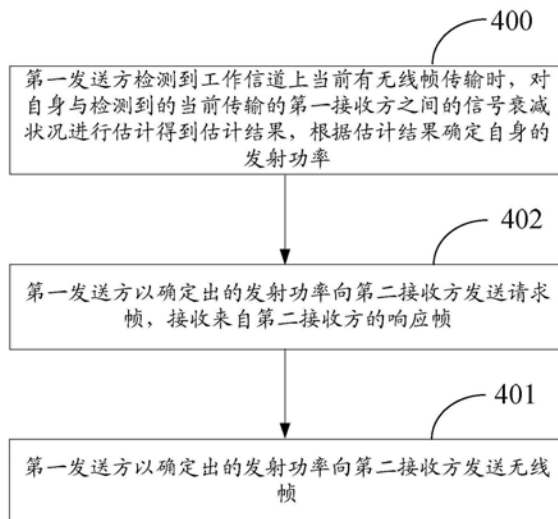 400
第一发送方检测到工作信道上当前有无线帧传输时，对
自身与检测到的当前传输的第一接收方之间的信号衰减
状况进行估计得到估计结果，根据估计结果确定自身的
发射功率
402
第一发送方以确定出的发射功率向第二接收方发送请求
帧，接收来自第二接收方的响应帧
401
第一发送方以确定出的发射功率向第二接收方发送无线
帧